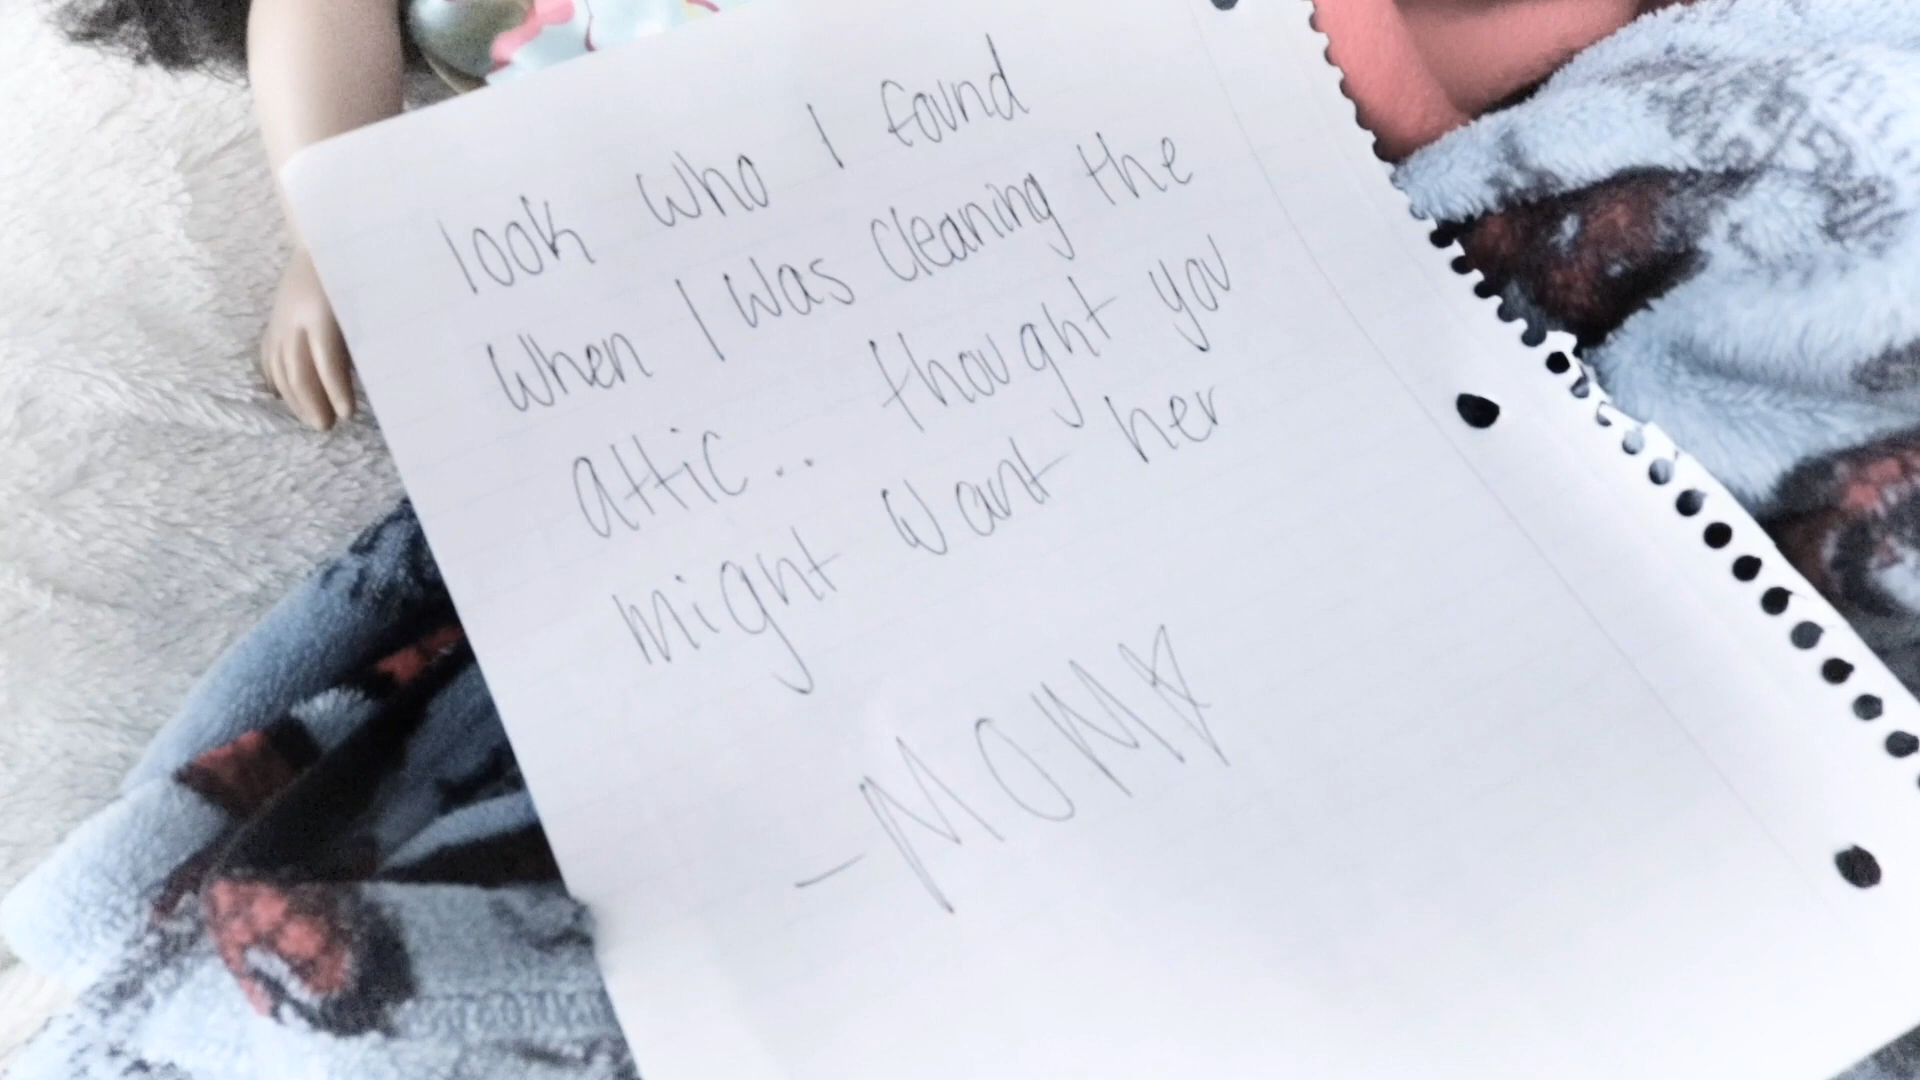 look who I found
When I was cleaning the
attic.. thought you
might want her
-MOM